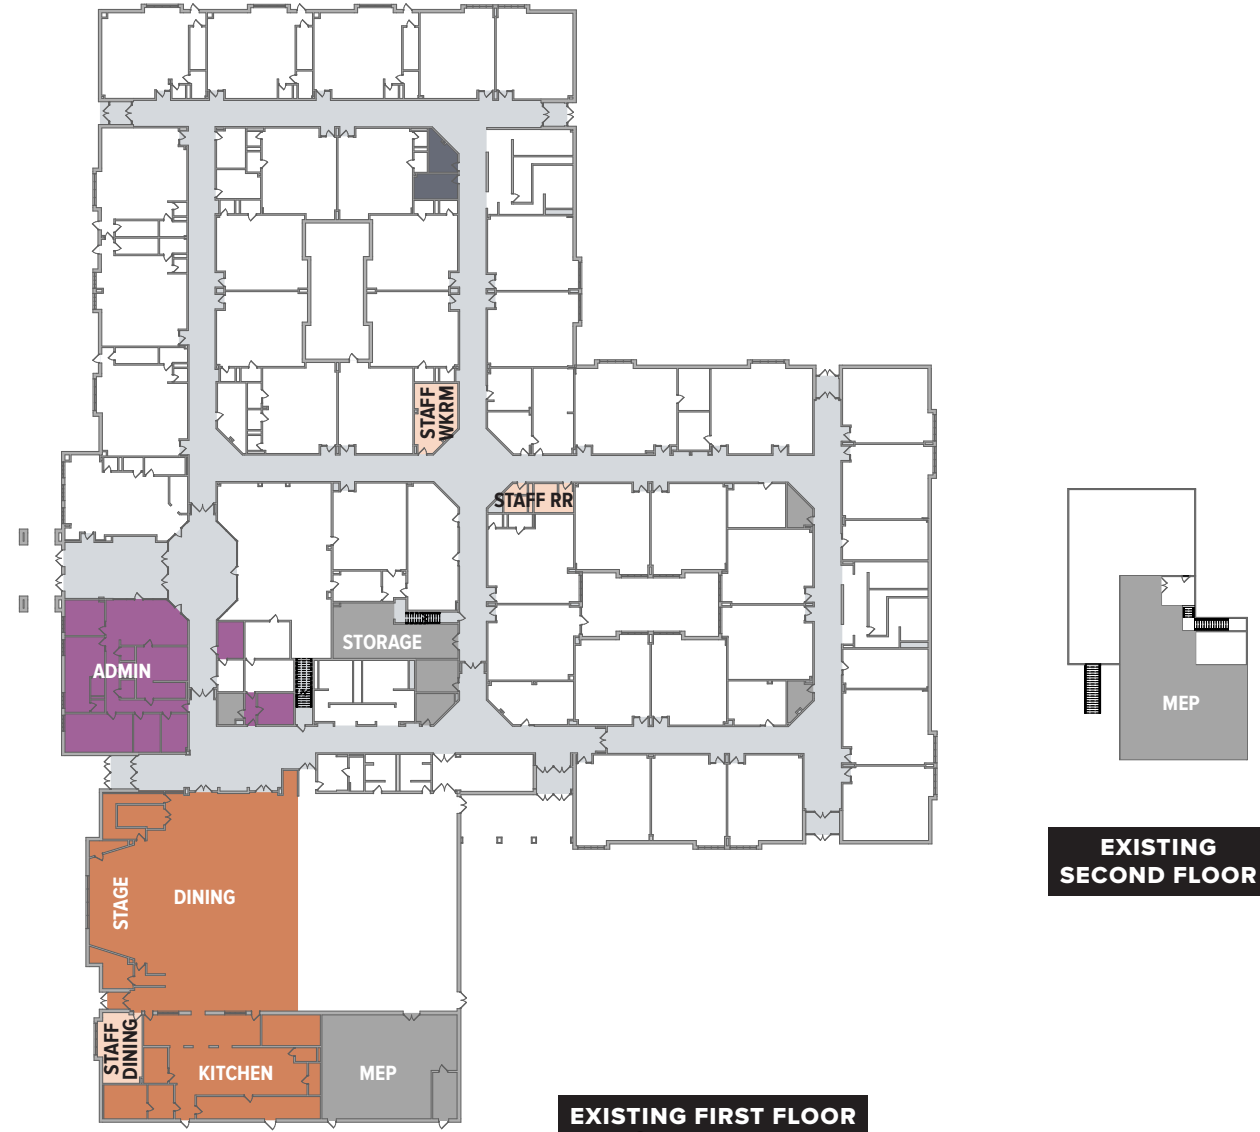 STAFF
WKRM
STAFF RR
STORAGE
ADMIN
MEP
EXISTING
SECOND FLOOR
STAGE
DINING
STAFF
DINING
KITCHEN
MEP
EXISTING FIRST FLOOR